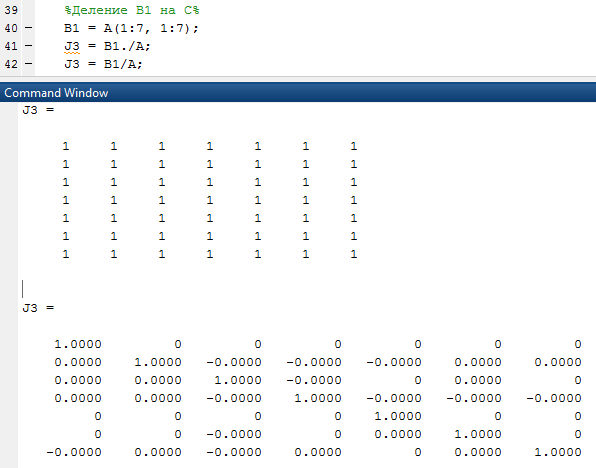 39 %Деление B1 на C%
40 — B1 = A(1:7, 1:7);
41 — J3 = B1./A;
42 — J3 = B1/A;
Command Window
J3 =
1 1 1 1 1 1 1
1 1 1 1 1 1 1
1 1 1 1 1 1 1
1 1 1 1 1 1 1
1 1 1 1 1 1 1
1 1 1 1 1 1 1
1 1 1 1 1 1 1
J3 =
1.0000 0 0 0 0 0 0
0.0000 1.0000 -0.0000 -0.0000 -0.0000 0.0000 0.0000
0.0000 0.0000 1.0000 -0.0000 0 0.0000 0
0.0000 0.0000 -0.0000 1.0000 -0.0000 -0.0000 -0.0000
0 0 0 0 1.0000 0 0
0 0 -0.0000 0 0.0000 1.0000 0
-0.0000 0.0000 -0.0000 0.0000 0 0.0000 1.0000